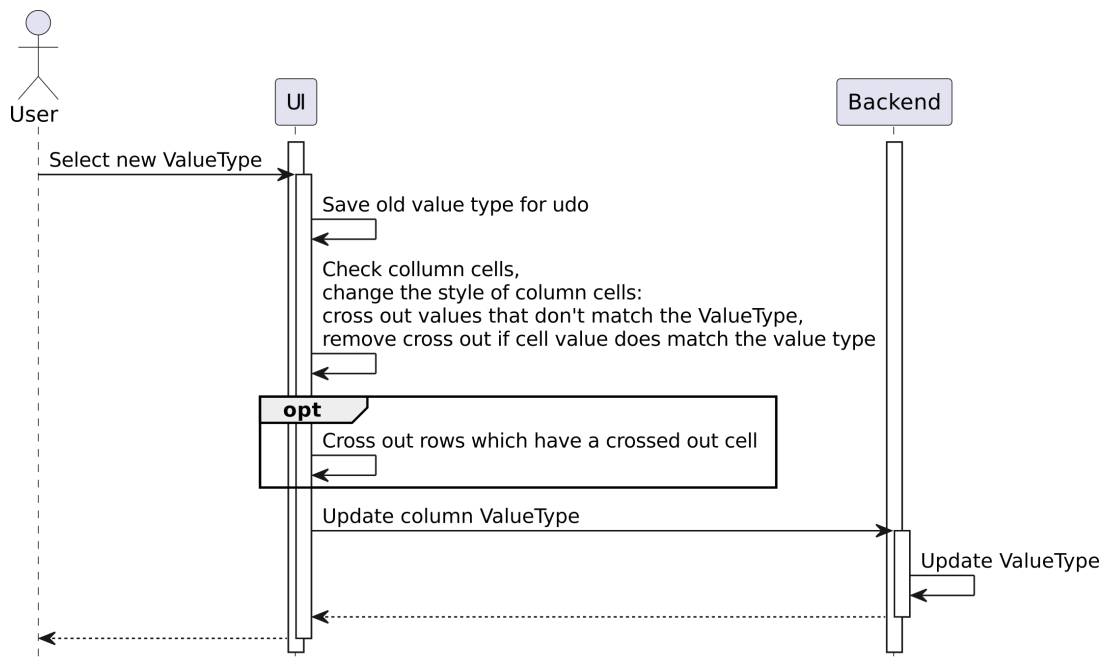 User
UI
Backend
Select new ValueType
Save old value type for udo
Check collumn cells,
change the style of column cells:
cross out values that don't match the ValueType,
remove cross out if cell value does match the value type
opt
Cross out rows which have a crossed out cell
Update column ValueType
Update ValueType